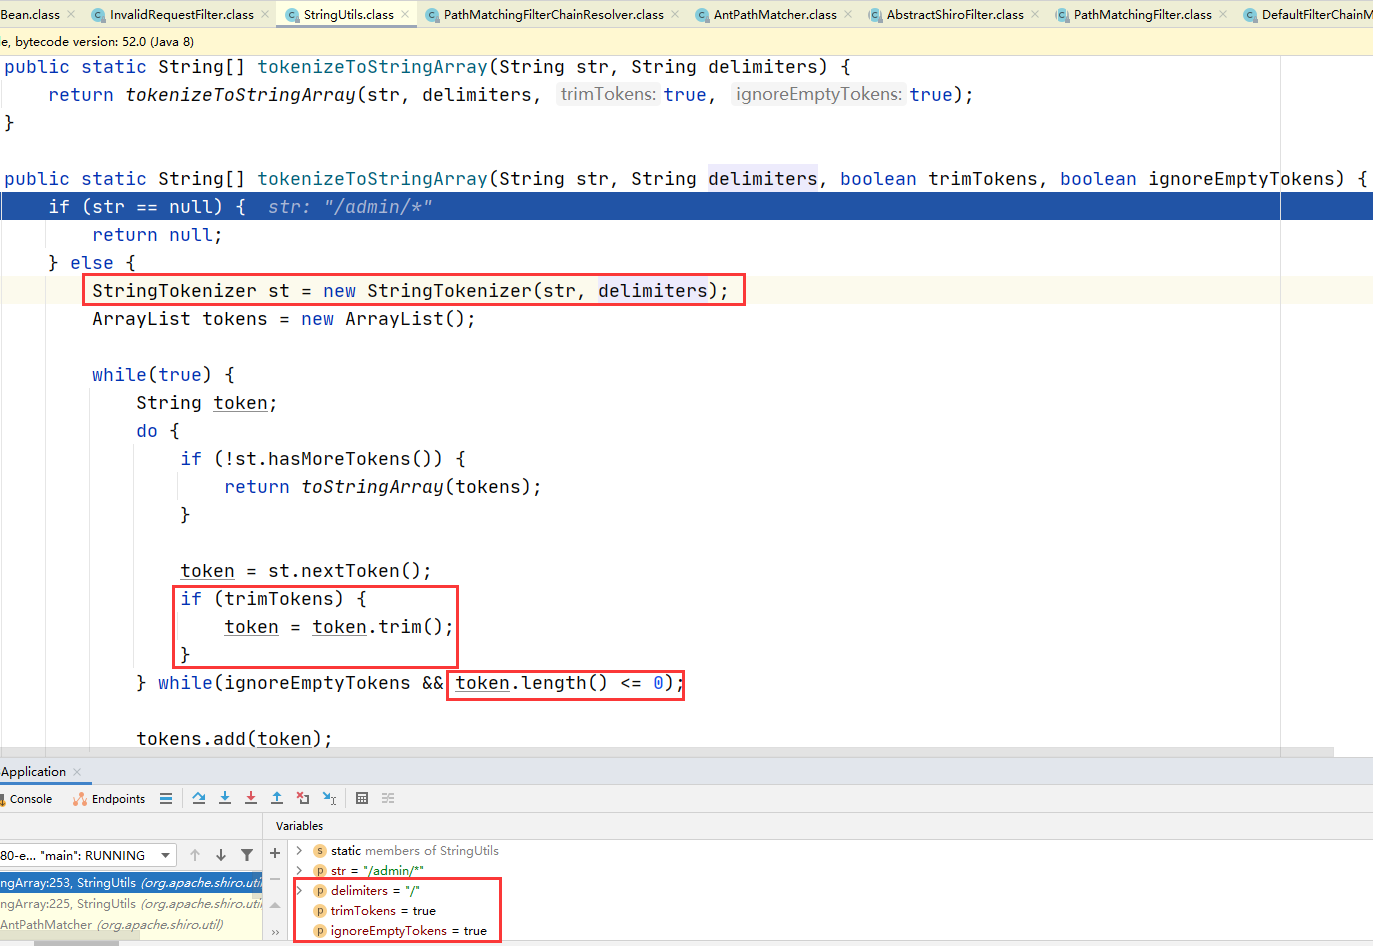 Bean.class InvalidRequestFilter.class StringUtils.class PathMatchingFilterChainResolver.class AntPathMatcher.class AbstractShiroFilter.class PathMatchingFilter.class DefaultFilterChainM
e, bytecode version: 52.0 (Java 8)
public static String[] tokenizeToStringArray(String str, String delimiters) {
return tokenizeToStringArray(str, delimiters, trimTokens: true, ignoreEmptyTokens: true);
}
public static String[] tokenizeToStringArray(String str, String delimiters, boolean trimTokens, boolean ignoreEmptyTokens) {
if (str == null) { str: "/admin/*"
return null;
} else {
StringTokenizer st = new StringTokenizer(str, delimiters);
ArrayList tokens = new ArrayList();
while(true) {
String token;
do {
if (!st.hasMoreTokens()) {
return toStringArray(tokens);
}
token = st.nextToken();
if (trimTokens) {
token = token.trim();
}
} while(ignoreEmptyTokens && token.length() <= 0);
tokens.add(token);
Application
Console Endpoints
Variables
80-e... "main": RUNNING
static members of StringUtils
str = "/admin/*"
ngArray:253, StringUtils (org.apache.shiro.util
delimiters = "/"
ngArray:225, StringUtils (org.apache.shiro.util
trimTokens = true
AntPathMatcher (org.apache.shiro.util)
ignoreEmptyTokens = true